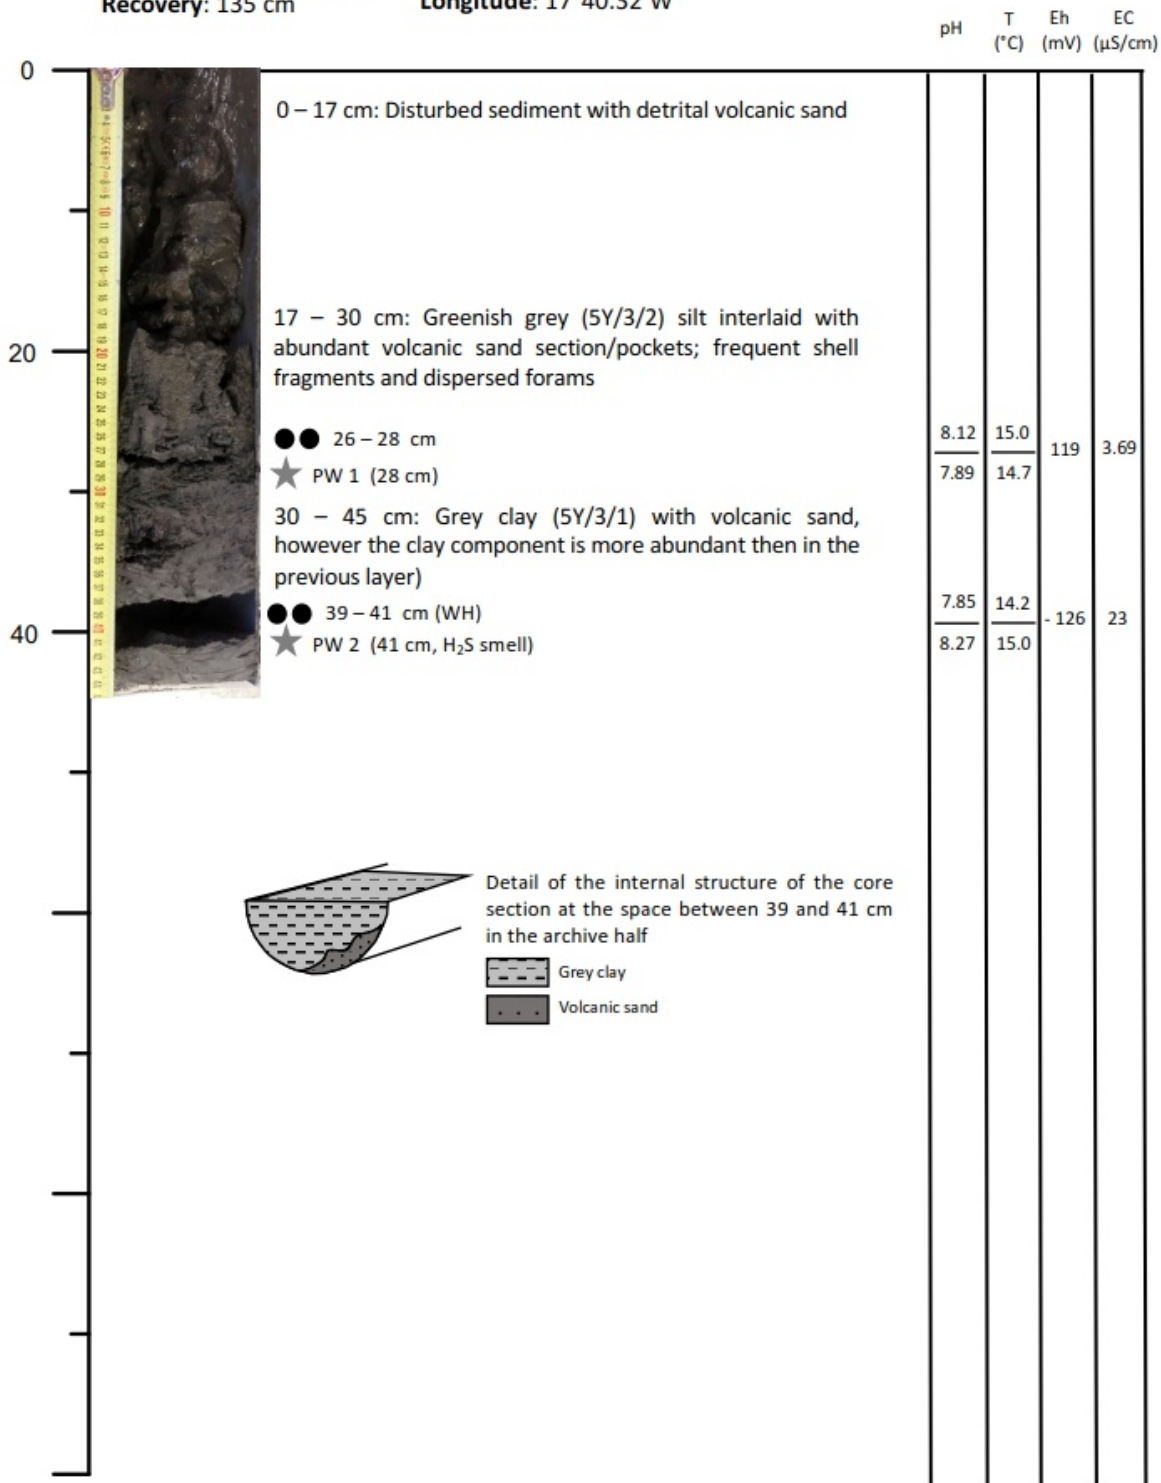 Recovery: 135 cm
Longitude: 17°40.32'W
pH
T
(°C)
Eh
(mV)
EC
(µS/cm)
0
0 – 17 cm: Disturbed sediment with detrital volcanic sand
17 – 30 cm: Greenish grey (5Y/3/2) silt interlaid with
abundant volcanic sand section/pockets; frequent shell
fragments and dispersed forams
20
26 – 28 cm
PW 1 (28 cm)
8.12
15.0
119
3.69
7.89
14.7
30 – 45 cm: Grey clay (5Y/3/1) with volcanic sand,
however the clay component is more abundant then in the
previous layer)
39 – 41 cm (WH)
40
PW 2 (41 cm, H₂S smell)
7.85
14.2
- 126
23
8.27
15.0
Detail of the internal structure of the core
section at the space between 39 and 41 cm
in the archive half
Grey clay
Volcanic sand